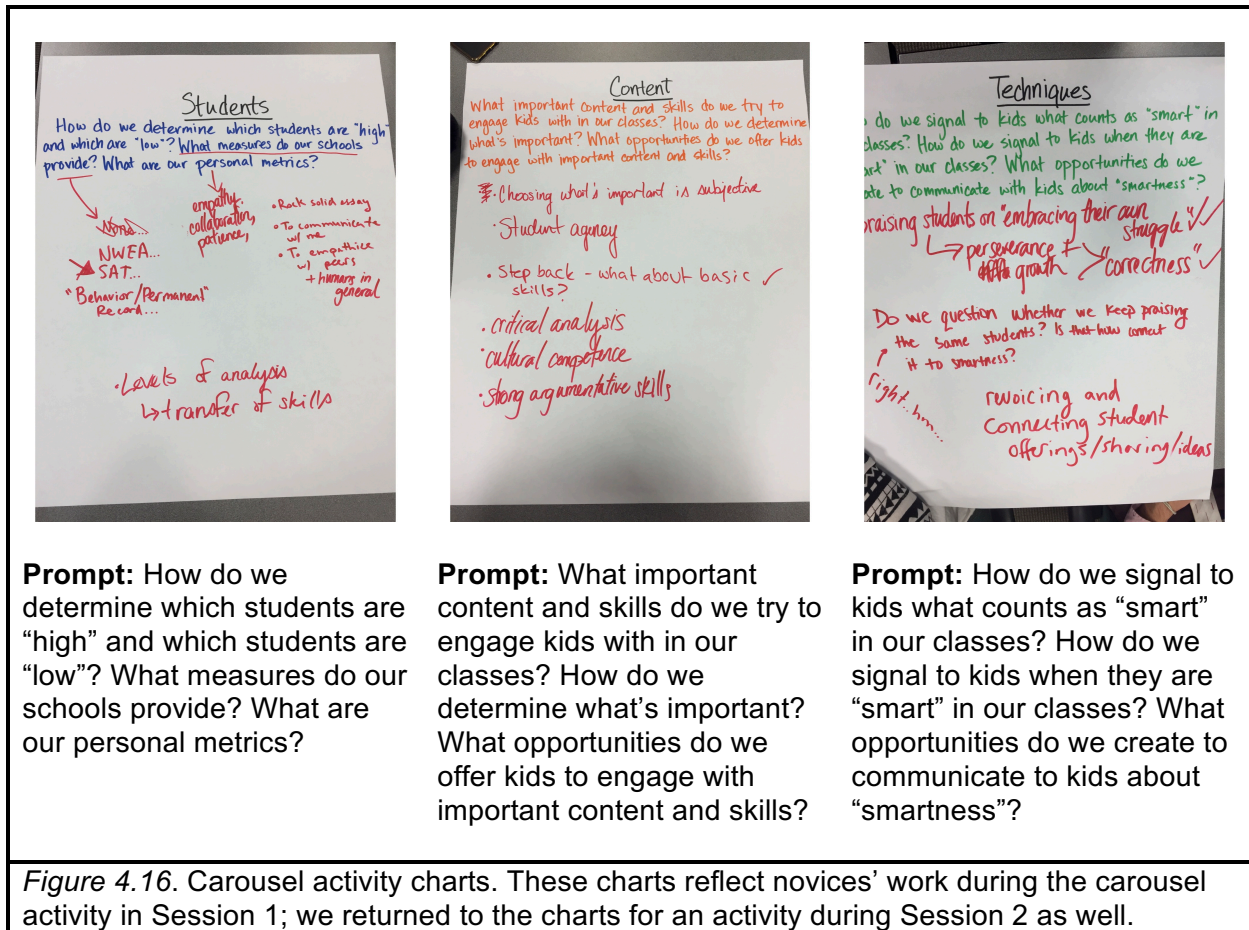 Students
How do we determine which students are "high"
and which are "low"? What measures do our schools
provide? What are our personal metrics?
None...
NWEA...
SAT...
"Behavior/Permanent"
Record...
empathy,
collaboration,
patience,
• Rock solid essay
• To communicate
w/ me
• To empathize
w/ peers
+ humans in
general
• Levels of analysis
↳ transfer of skills
Content
What important content and skills do we try to
engage kids with in our classes? How do we determine
what's important? What opportunities do we offer kids
to engage with important content and skills?
• Choosing what's important is subjective
• Student agency
• Step back - what about basic ✓
skills?
• critical analysis
• cultural competence
• strong argumentative skills
Techniques
do we signal to kids what counts as "smart" in
classes? How do we signal to kids when they are
art" in our classes? What opportunities do we
ate to communicate with kids about "smartness"?
praising students on "embracing their own
struggle" ✓✓
↳ perseverance +
growth > "correctness" ✓
Do we question whether we keep praising
the same students? Is that how connect
it to smartness?
right..hm...
revoicing and
connecting student
offerings/sharing/ideas
Prompt: How do we
determine which students are
"high" and which students are
"low"? What measures do our
schools provide? What are
our personal metrics?
Prompt: What important
content and skills do we try to
engage kids with in our
classes? How do we
determine what's important?
What opportunities do we
offer kids to engage with
important content and skills?
Prompt: How do we signal to
kids what counts as "smart"
in our classes? How do we
signal to kids when they are
"smart" in our classes? What
opportunities do we create to
communicate to kids about
"smartness"?
Figure 4.16. Carousel activity charts. These charts reflect novices' work during the carousel
activity in Session 1; we returned to the charts for an activity during Session 2 as well.